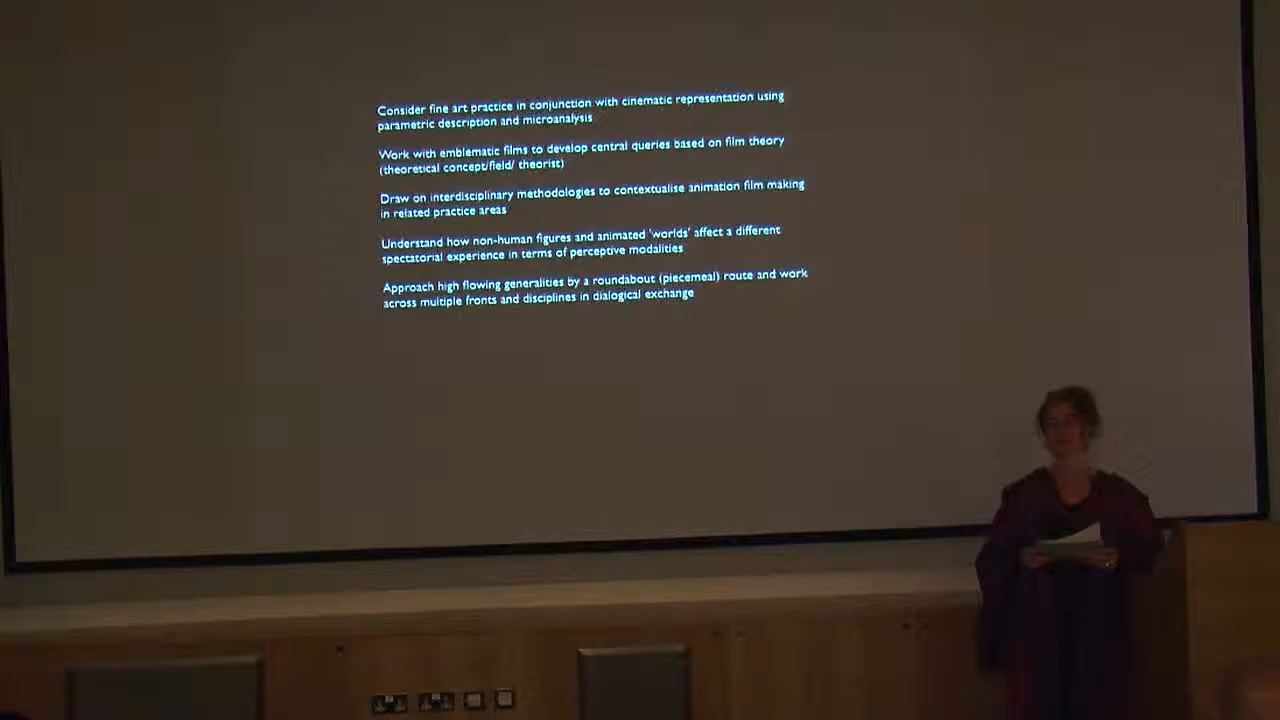 Consider fine art practice in conjunction with cinematic representation using
parametric description and microanalysis
Work with emblematic films to develop central queries based on film theory
(theoretical concept/field/ theorist)
Draw on interdisciplinary methodologies to contextualise animation film making
in related practice areas
Understand how non-human figures and animated 'worlds' affect a different
spectatorial experience in terms of perceptive modalities
Approach high flowing generalities by a roundabout (piecemeal) route and work
across multiple fronts and disciplines in dialogical exchange